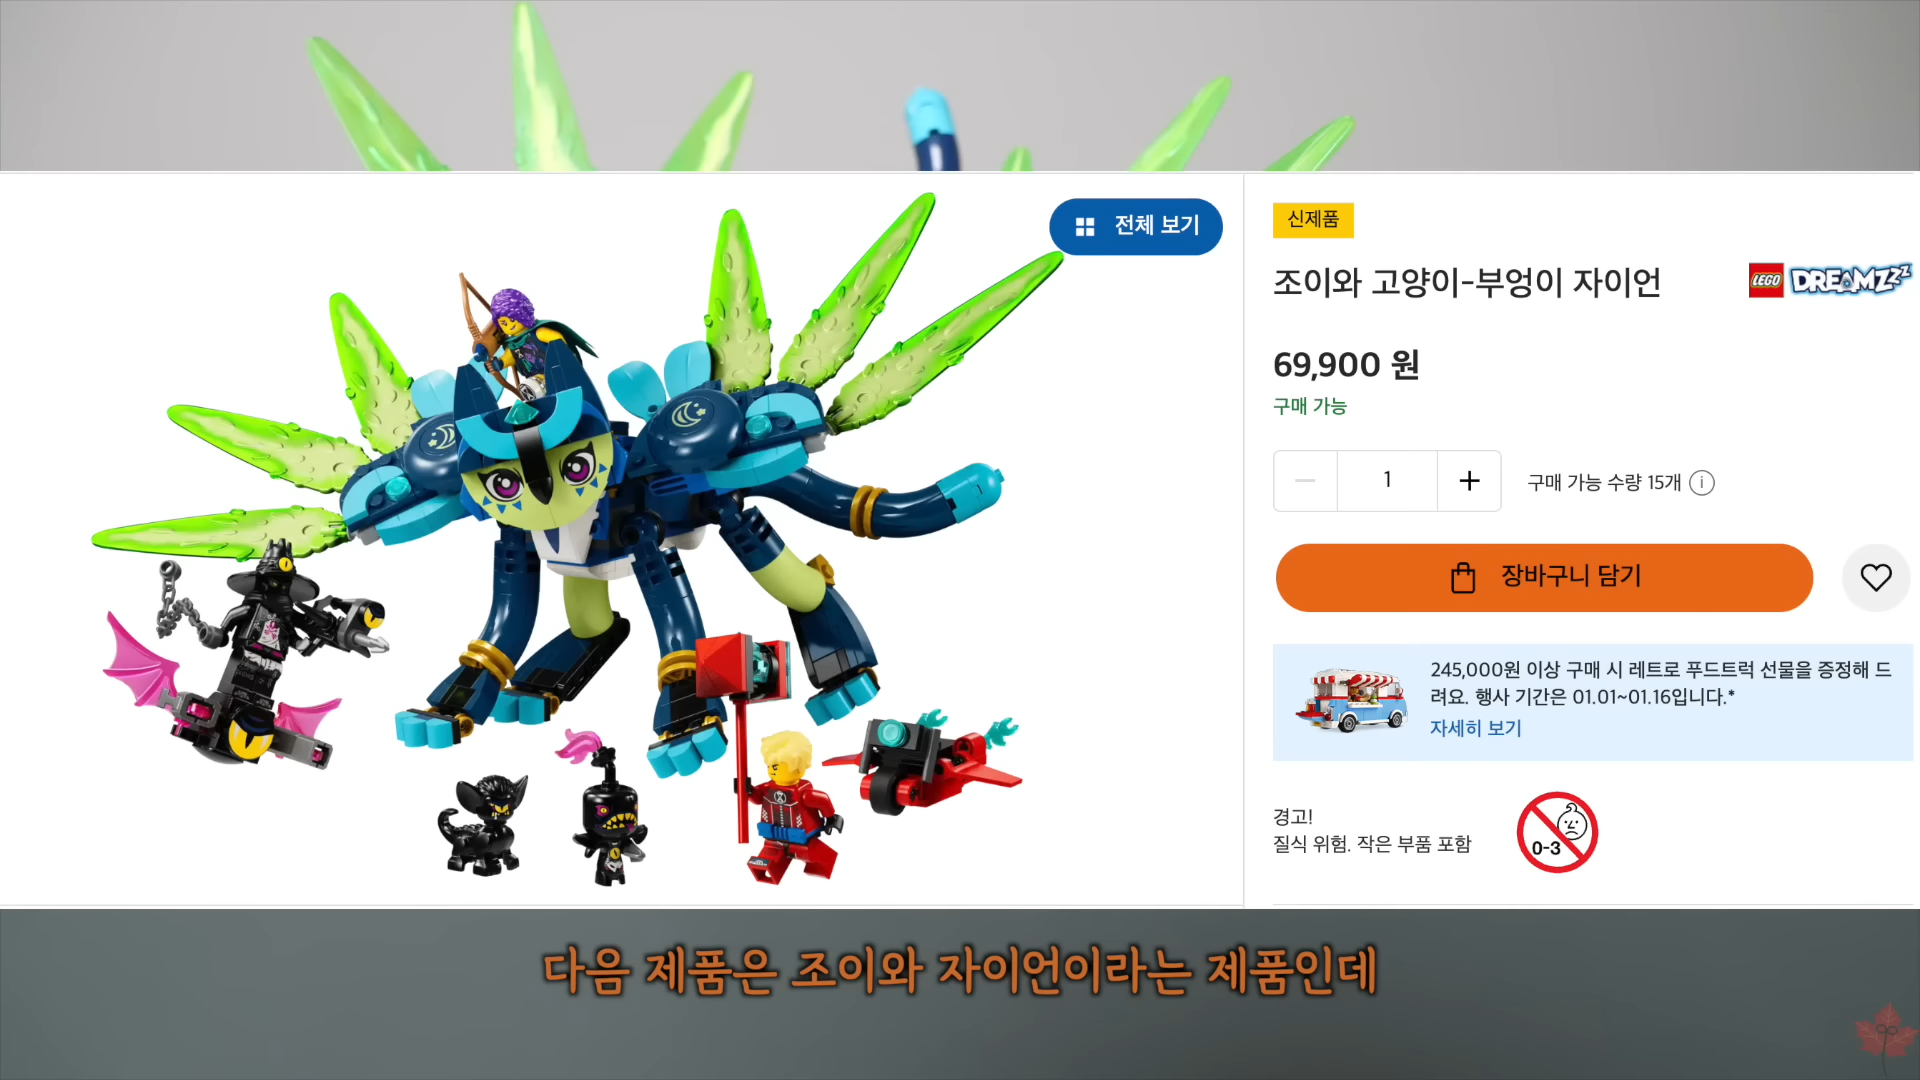 전체 보기
신제품
조이와 고양이-부엉이 자이언
LEGO DREAMZzz
69,900 원
구매 가능
1
구매 가능 수량 15개
장바구니 담기
245,000원 이상 구매 시 레트로 푸드트럭 선물을 증정해 드
려요. 행사 기간은 01.01~01.16입니다.*
자세히 보기
경고!
질식 위험. 작은 부품 포함
0-3
다음 제품은 조이와 자이언이라는 제품인데